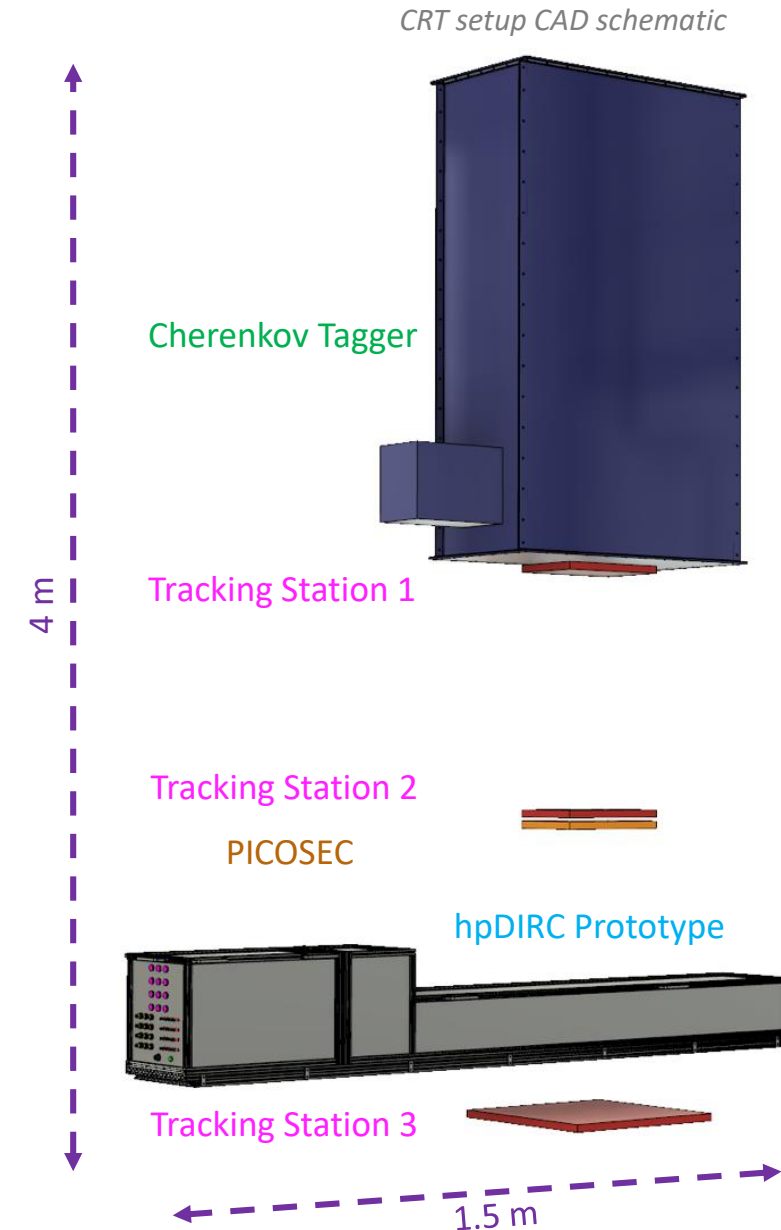 CRT setup CAD schematic
Cherenkov Tagger
Tracking Station 1
4 m
Tracking Station 2
PICOSEC
hpDIRC Prototype
Tracking Station 3
1.5 m